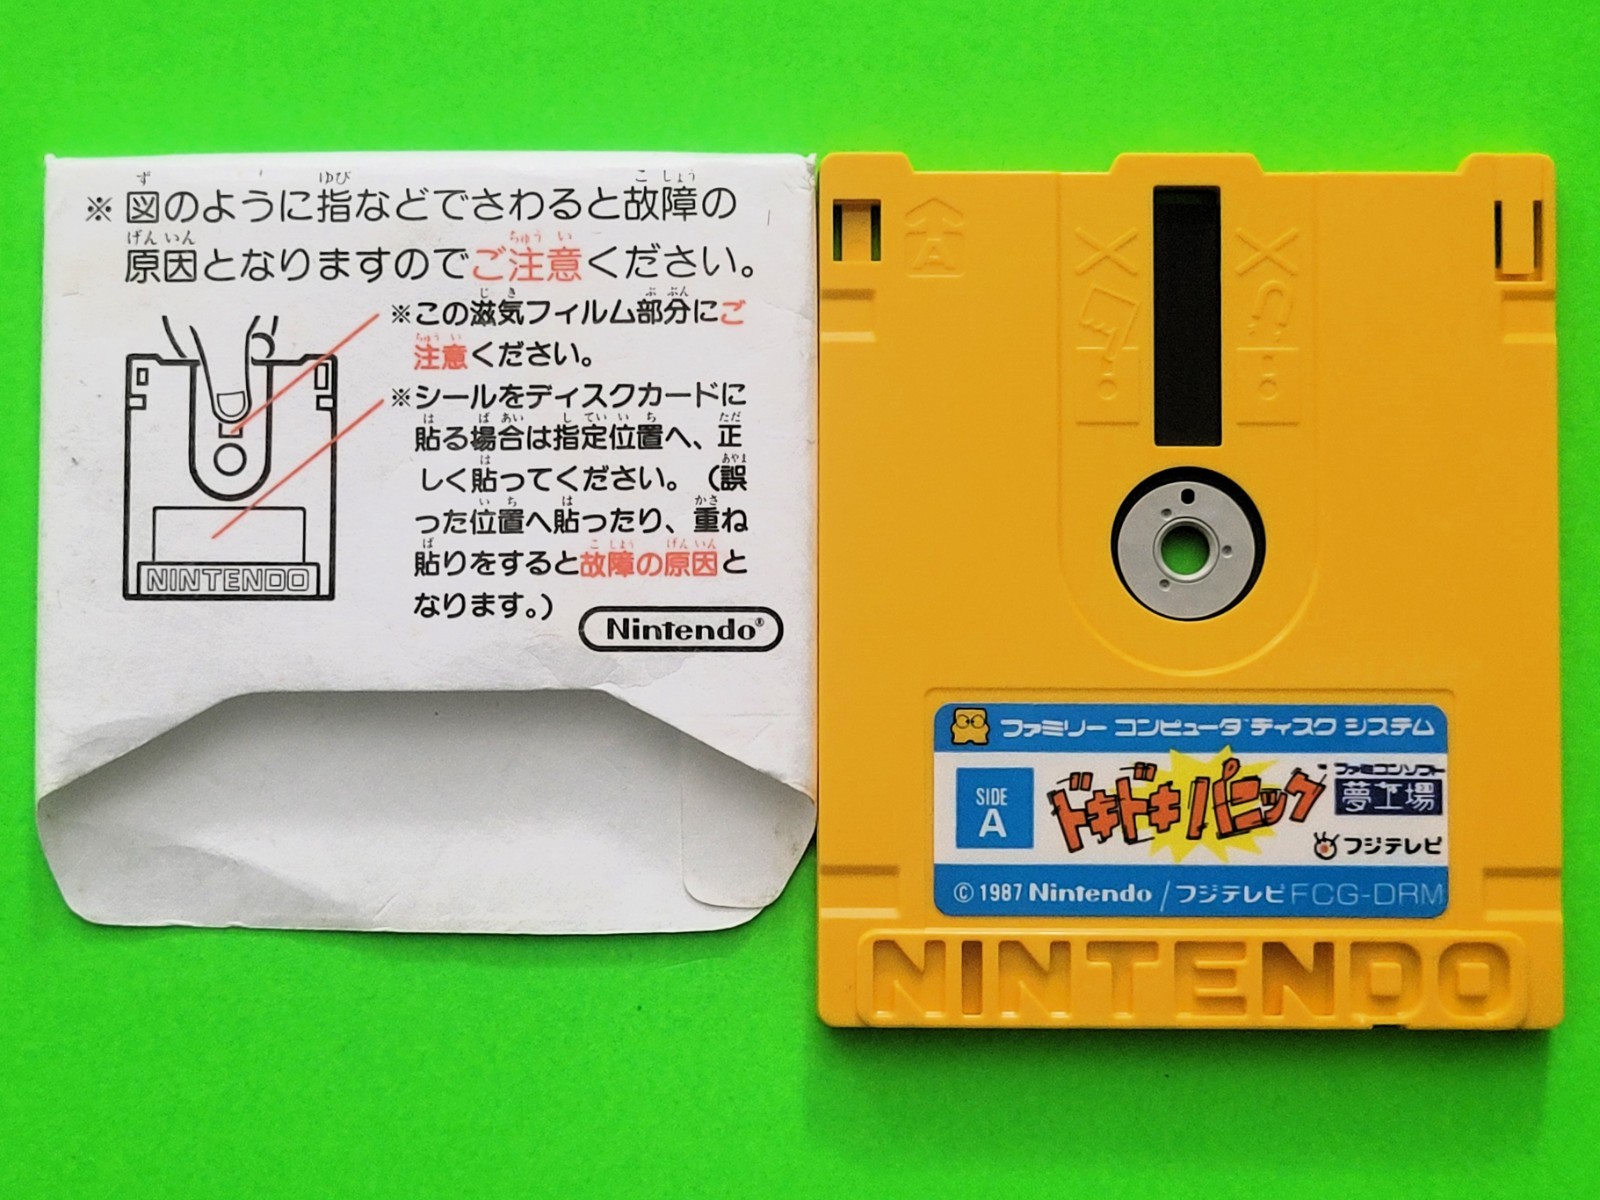 ※図のように指などでさわると故障の
原因となりますのでご注意ください。
※この滋気フィルム部分にご
注意ください。
※シールをディスクカードに
貼る場合は指定位置へ、正
しく貼ってください。(誤
った位置へ貼ったり、重ね
貼りをすると故障の原因と
なります。)
NINTENDO
Nintendo®
A
ファミリー コンピュータ ディスク システム
SIDE
A
ドキドキパニック
ファミコンソフト
夢工場
フジテレビ
© 1987 Nintendo / フジテレビ FCG-DRM
NINTENDO